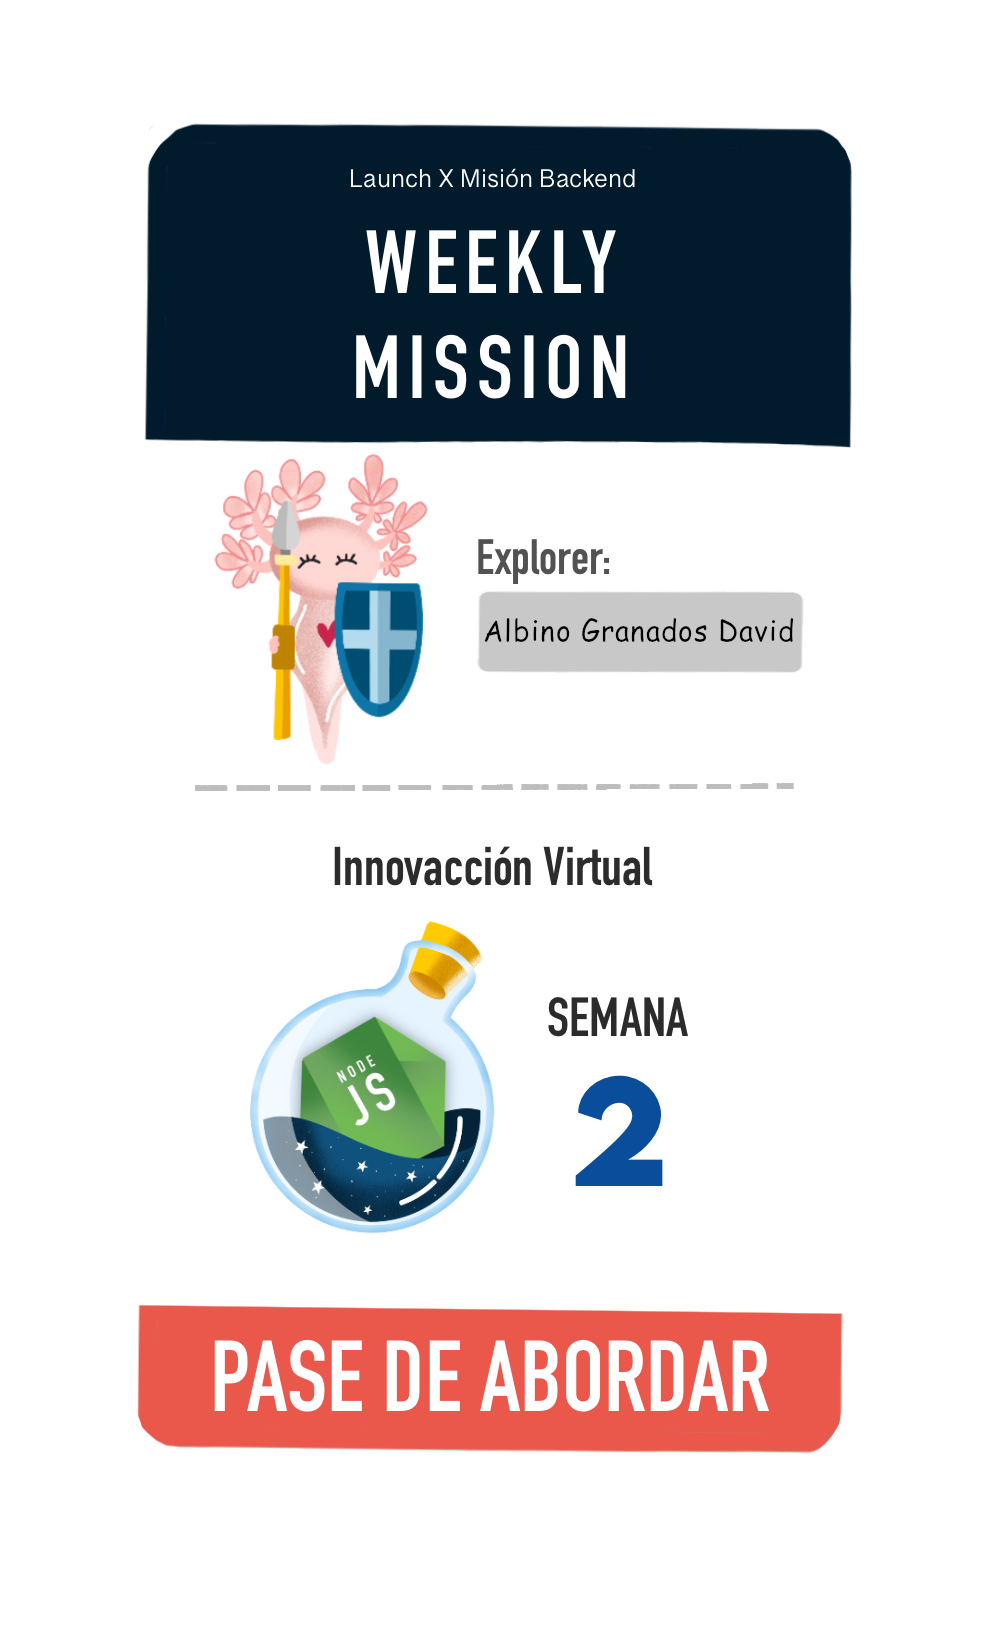 Launch X Misión Backend
WEEKLY
MISSION
Explorer:
Albino Granados David
Innovacción Virtual
NODE
JS
SEMANA
2
PASE DE ABORDAR